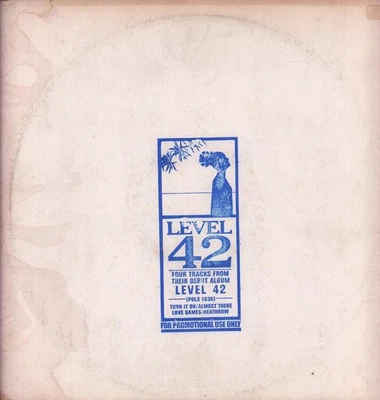 LEVEL
42
FOUR TRACKS FROM
THEIR DEBUT ALBUM
LEVEL 42
(POLS 1036)
TURN IT ON/ALMOST THERE
LOVE GAMES/HEATHROW
FOR PROMOTIONAL USE ONLY